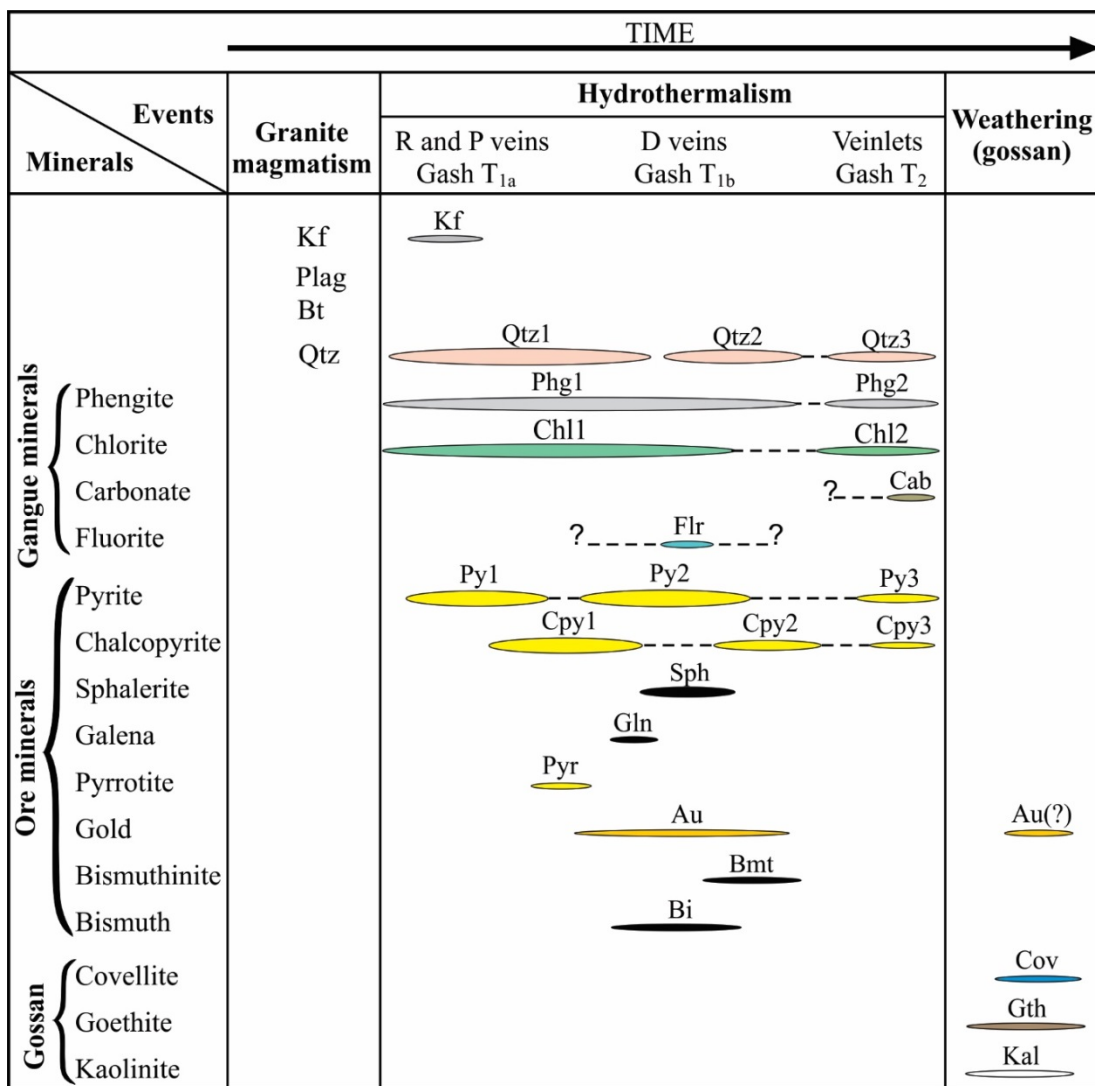 TIME
Events
Minerals
Granite
magmatism
Hydrothermalism
R and P veins
Gash T1a
D veins
Gash T1b
Veinlets
Gash T2
Weathering
(gossan)
Kf
Kf
Plag
Bt
Qtz
Qtz1
Qtz2
Qtz3
Gangue minerals
Phengite
Phg1
Phg2
Chlorite
Chl1
Chl2
Carbonate
?
Cab
Fluorite
?
Flr
?
Ore minerals
Pyrite
Py1
Py2
Py3
Chalcopyrite
Cpy1
Cpy2
Cpy3
Sphalerite
Sph
Galena
Gln
Pyrrotite
Pyr
Gold
Au
Au(?)
Bismuthinite
Bmt
Bismuth
Bi
Gossan
Covellite
Cov
Goethite
Gth
Kaolinite
Kal